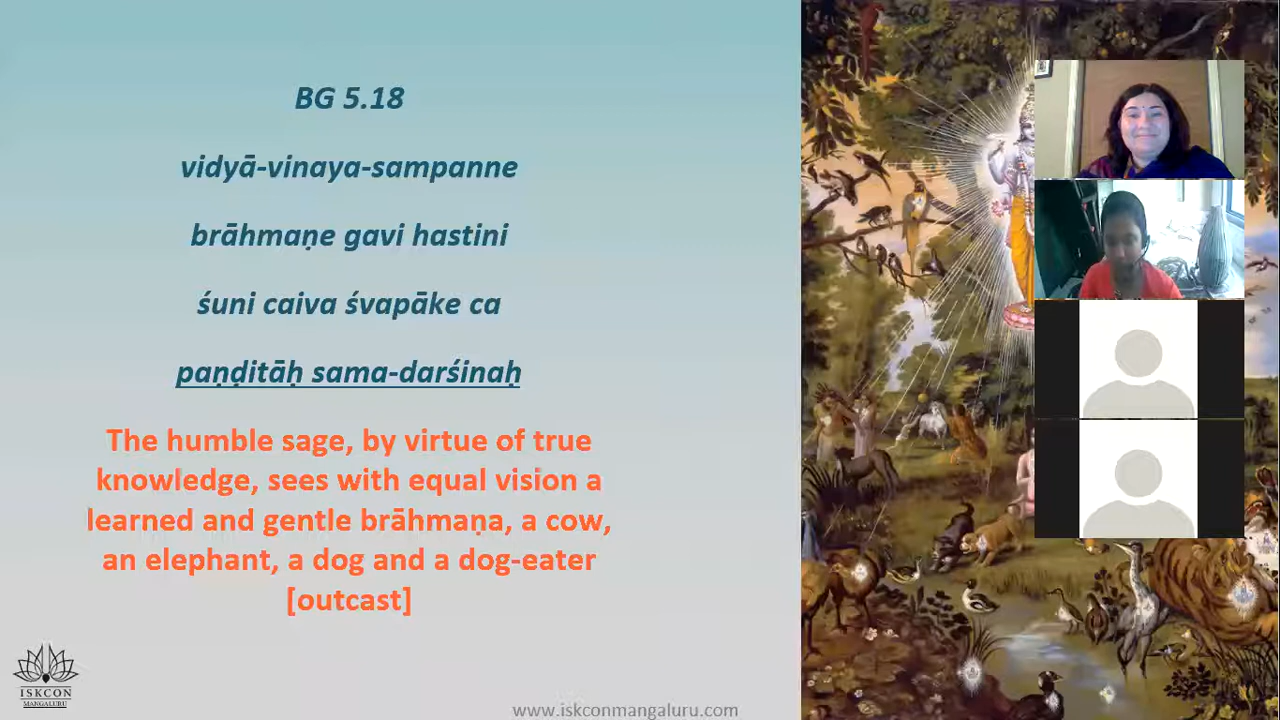 BG 5.18
vidyā-vinaya-sampanne
brāhmaṇe gavi hastini
śuni caiva śvapāke ca
paṇḍitāḥ sama-darśinaḥ
The humble sage, by virtue of true
knowledge, sees with equal vision a
learned and gentle brāhmaṇa, a cow,
an elephant, a dog and a dog-eater
[outcast]
ISKCON
MANGALURU
www.iskconmangaluru.com